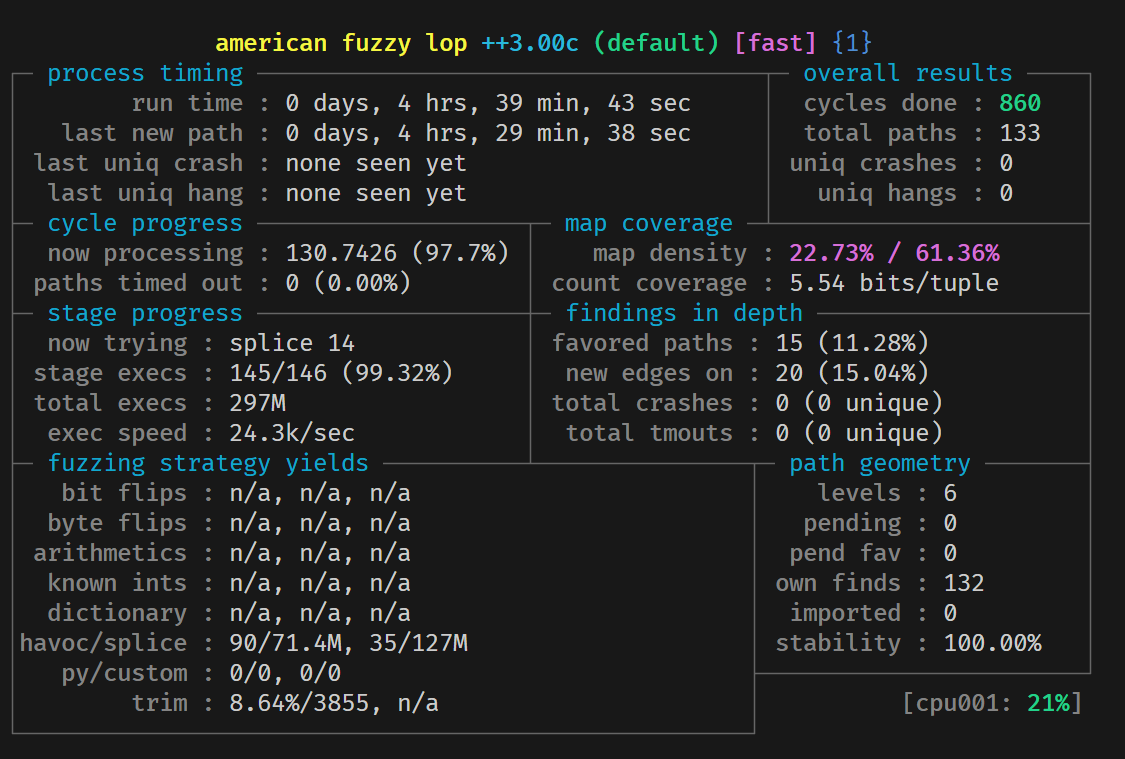 american fuzzy lop ++3.00c (default) [fast] {1}
process timing overall results
run time : 0 days, 4 hrs, 39 min, 43 sec cycles done : 860
last new path : 0 days, 4 hrs, 29 min, 38 sec total paths : 133
last uniq crash : none seen yet uniq crashes : 0
last uniq hang : none seen yet uniq hangs : 0
cycle progress map coverage
now processing : 130.7426 (97.7%) map density : 22.73% / 61.36%
paths timed out : 0 (0.00%) count coverage : 5.54 bits/tuple
stage progress findings in depth
now trying : splice 14 favored paths : 15 (11.28%)
stage execs : 145/146 (99.32%) new edges on : 20 (15.04%)
total execs : 297M total crashes : 0 (0 unique)
exec speed : 24.3k/sec total tmouts : 0 (0 unique)
fuzzing strategy yields path geometry
bit flips : n/a, n/a, n/a levels : 6
byte flips : n/a, n/a, n/a pending : 0
arithmetics : n/a, n/a, n/a pend fav : 0
known ints : n/a, n/a, n/a own finds : 132
dictionary : n/a, n/a, n/a imported : 0
havoc/splice : 90/71.4M, 35/127M stability : 100.00%
py/custom : 0/0, 0/0
trim : 8.64%/3855, n/a [cpu001: 21%]